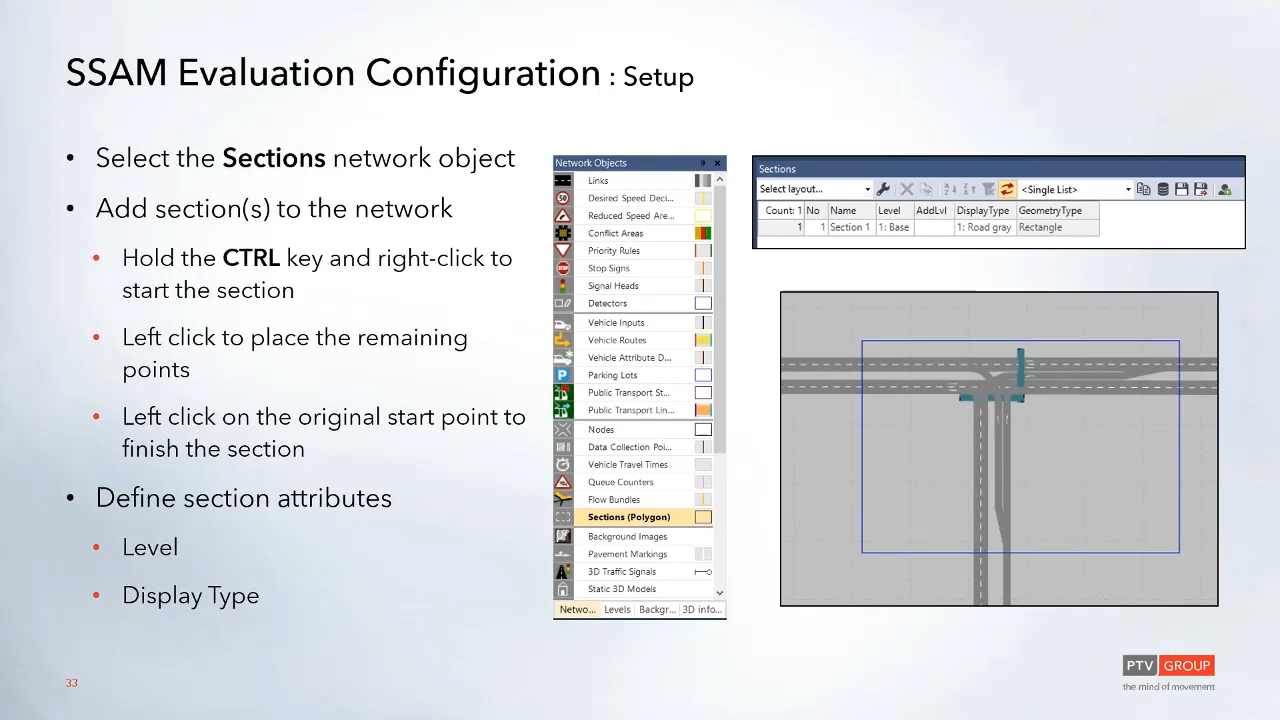 SSAM Evaluation Configuration : Setup
• Select the Sections network object
• Add section(s) to the network
• Hold the CTRL key and right-click to
start the section
• Left click to place the remaining
points
• Left click on the original start point to
finish the section
• Define section attributes
• Level
• Display Type
Network Objects
Links
50 Desired Speed Deci...
Reduced Speed Are...
Conflict Areas
Priority Rules
STOP Stop Signs
Signal Heads
Detectors
Vehicle Inputs
Vehicle Routes
Vehicle Attribute D...
P Parking Lots
Public Transport St...
Public Transport Lin...
Nodes
Data Collection Poi...
Vehicle Travel Times
Queue Counters
Flow Bundles
Sections (Polygon)
Background Images
Pavement Markings
3D Traffic Signals
Static 3D Models
Netwo... Levels Backgr... 3D info...
Sections
Select layout... <Single List>
Count: 1 No Name Level AddLvl DisplayType GeometryType
1 1 Section 1 1: Base 1: Road gray Rectangle
33
PTV GROUP
the mind of movement